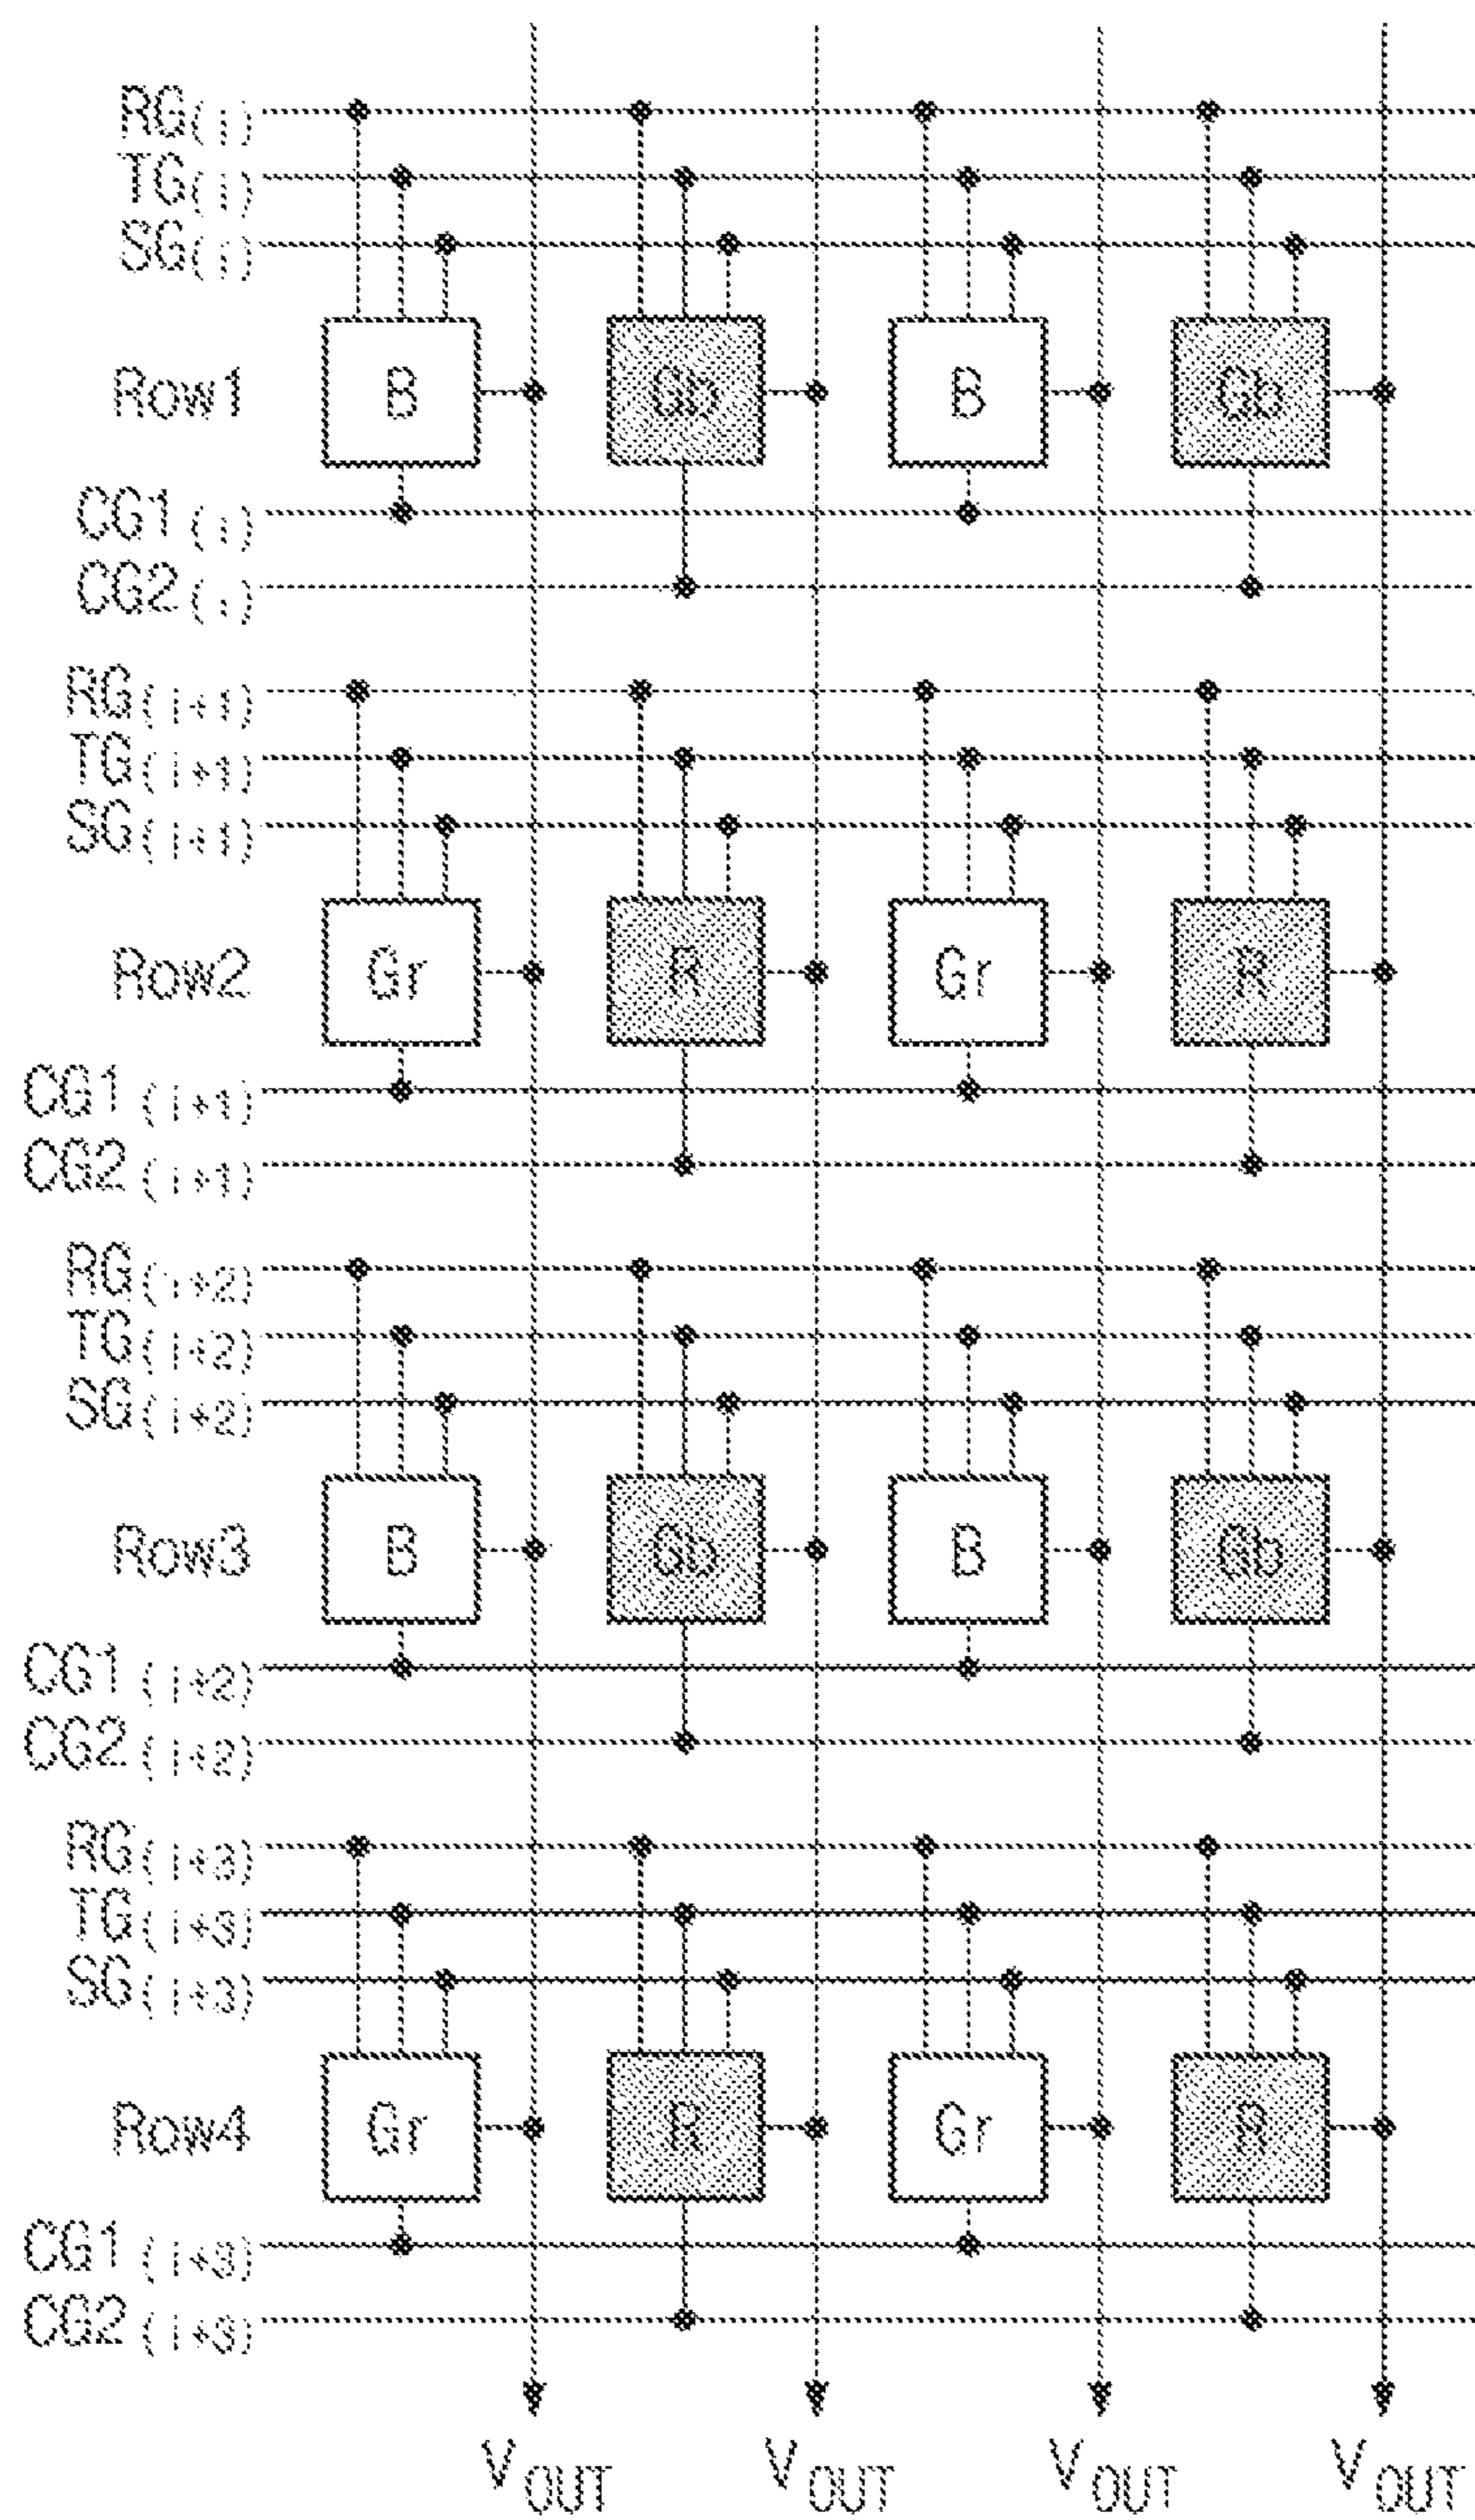 RG(i)
TG(i)
SG(i)
Row1 B Gb B Gb
CG1(i)
CG2(i)
RG(i+1)
TG(i+1)
SG(i+1)
Row2 Gr R Gr R
CG1(i+1)
CG2(i+1)
RG(i+2)
TG(i+2)
SG(i+2)
Row3 B Gb B Gb
CG1(i+2)
CG2(i+2)
RG(i+3)
TG(i+3)
SG(i+3)
Row4 Gr R Gr R
CG1(i+3)
CG2(i+3)
VOUT VOUT VOUT VOUT